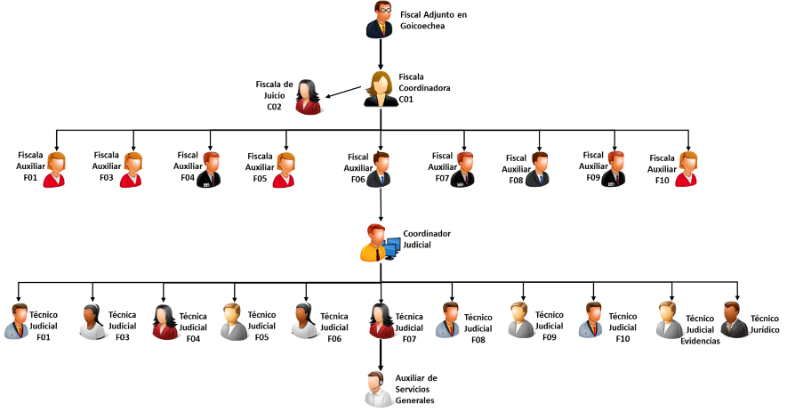 Fiscal Adjunto en
Goicoechea
Fiscala de
Juicio
C02
Fiscala
Coordinadora
C01
Fiscala
Auxiliar
F01
Fiscala
Auxiliar
F03
Fiscal
Auxiliar
F04
Fiscala
Auxiliar
F05
Fiscal
Auxiliar
F06
Fiscal
Auxiliar
F07
Fiscal
Auxiliar
F08
Fiscal
Auxiliar
F09
Fiscala
Auxiliar
F10
Coordinador
Judicial
Técnico
Judicial
F01
Técnica
Judicial
F03
Técnica
Judicial
F04
Técnico
Judicial
F05
Técnica
Judicial
F06
Técnica
Judicial
F07
Técnico
Judicial
F08
Técnico
Judicial
F09
Técnico
Judicial
F10
Técnico
Judicial
Evidencias
Técnico
Jurídico
Auxiliar de
Servicios
Generales